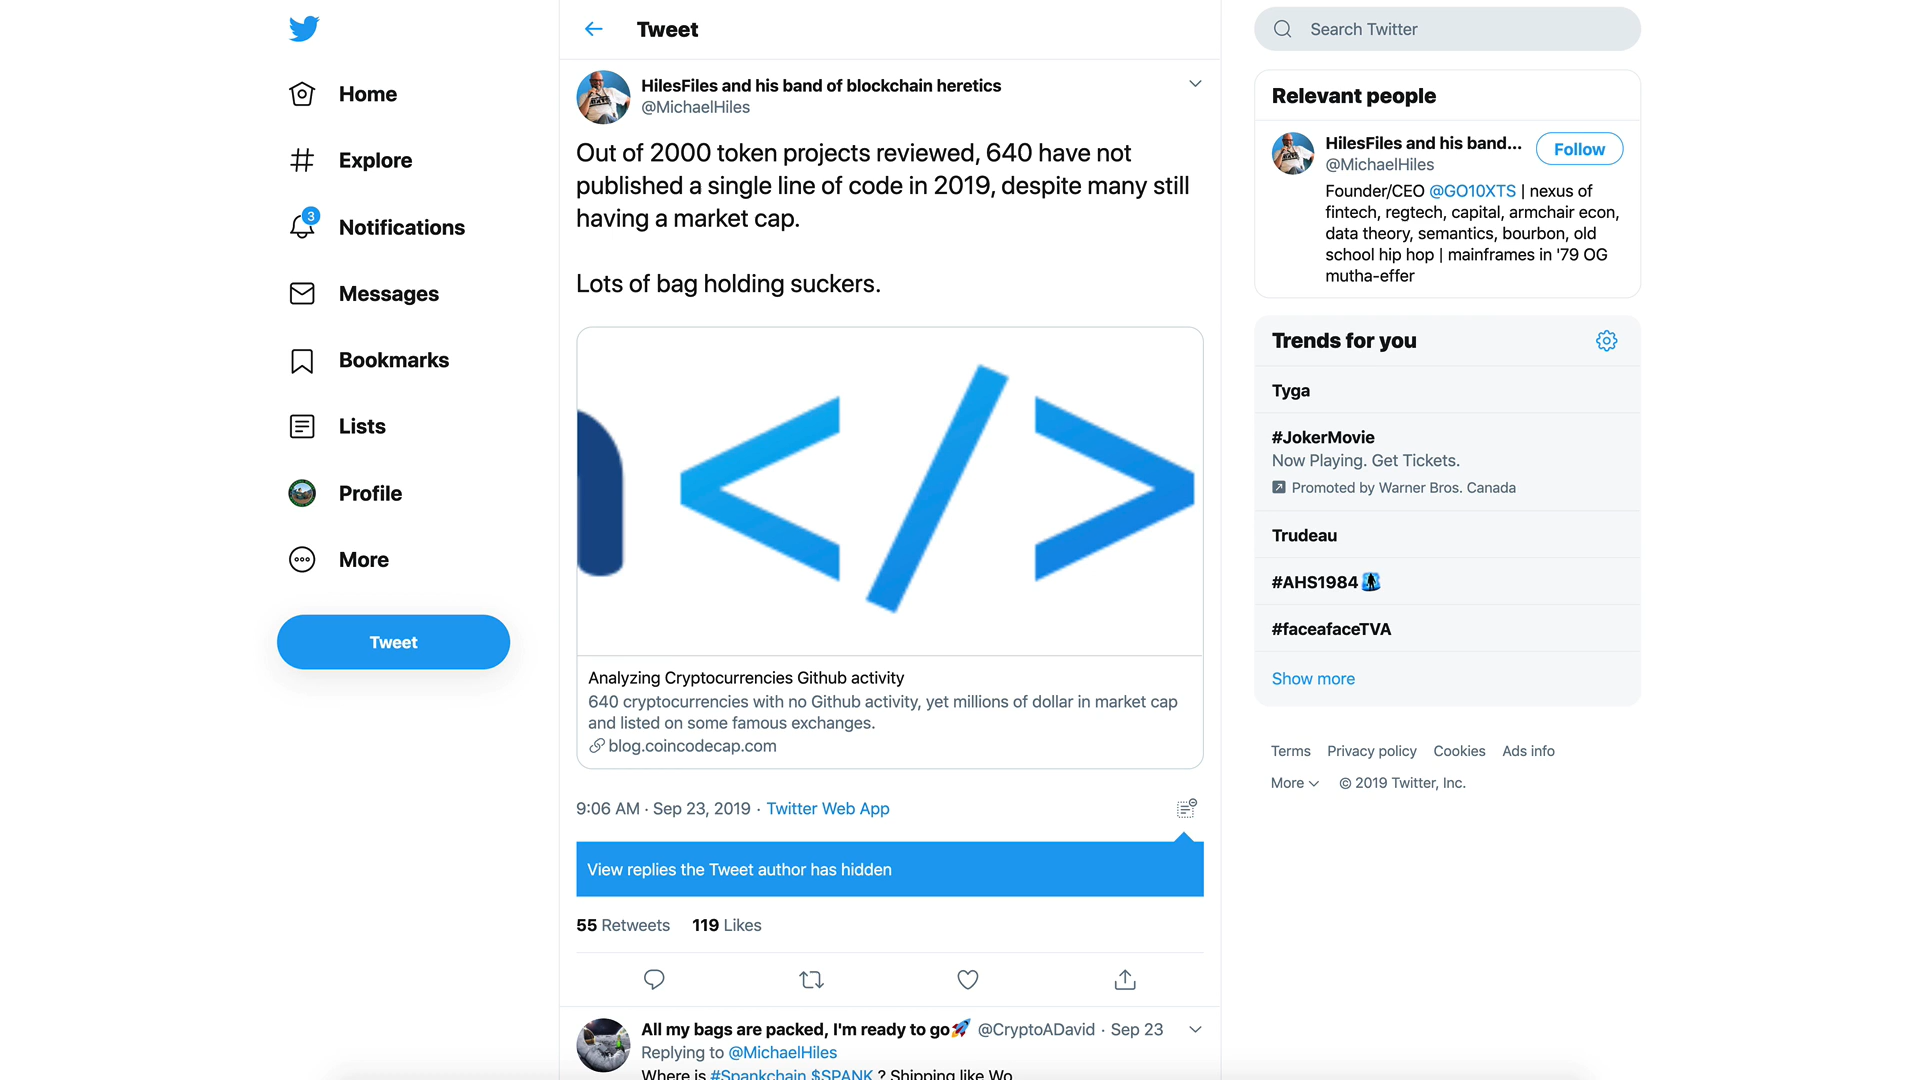 Home
Explore
3
Notifications
Messages
Bookmarks
Lists
Profile
More
Tweet
Tweet
HilesFiles and his band of blockchain heretics
@MichaelHiles
Out of 2000 token projects reviewed, 640 have not
published a single line of code in 2019, despite many still
having a market cap.
Lots of bag holding suckers.
</>
Analyzing Cryptocurrencies Github activity
640 cryptocurrencies with no Github activity, yet millions of dollar in market cap
and listed on some famous exchanges.
blog.coincodecap.com
9:06 AM · Sep 23, 2019 · Twitter Web App
View replies the Tweet author has hidden
55 Retweets 119 Likes
All my bags are packed, I'm ready to go🚀 @CryptoADavid · Sep 23
Replying to @MichaelHiles
Where is #Spankchain $SPANK ? Shipping like Wo
Search Twitter
Relevant people
HilesFiles and his band...
@MichaelHiles
Follow
Founder/CEO @GO10XTS | nexus of
fintech, regtech, capital, armchair econ,
data theory, semantics, bourbon, old
school hip hop | mainframes in '79 OG
mutha-effer
Trends for you
Tyga
#JokerMovie
Now Playing. Get Tickets.
Promoted by Warner Bros. Canada
Trudeau
#AHS1984
#faceafaceTVA
Show more
Terms Privacy policy Cookies Ads info
More © 2019 Twitter, Inc.